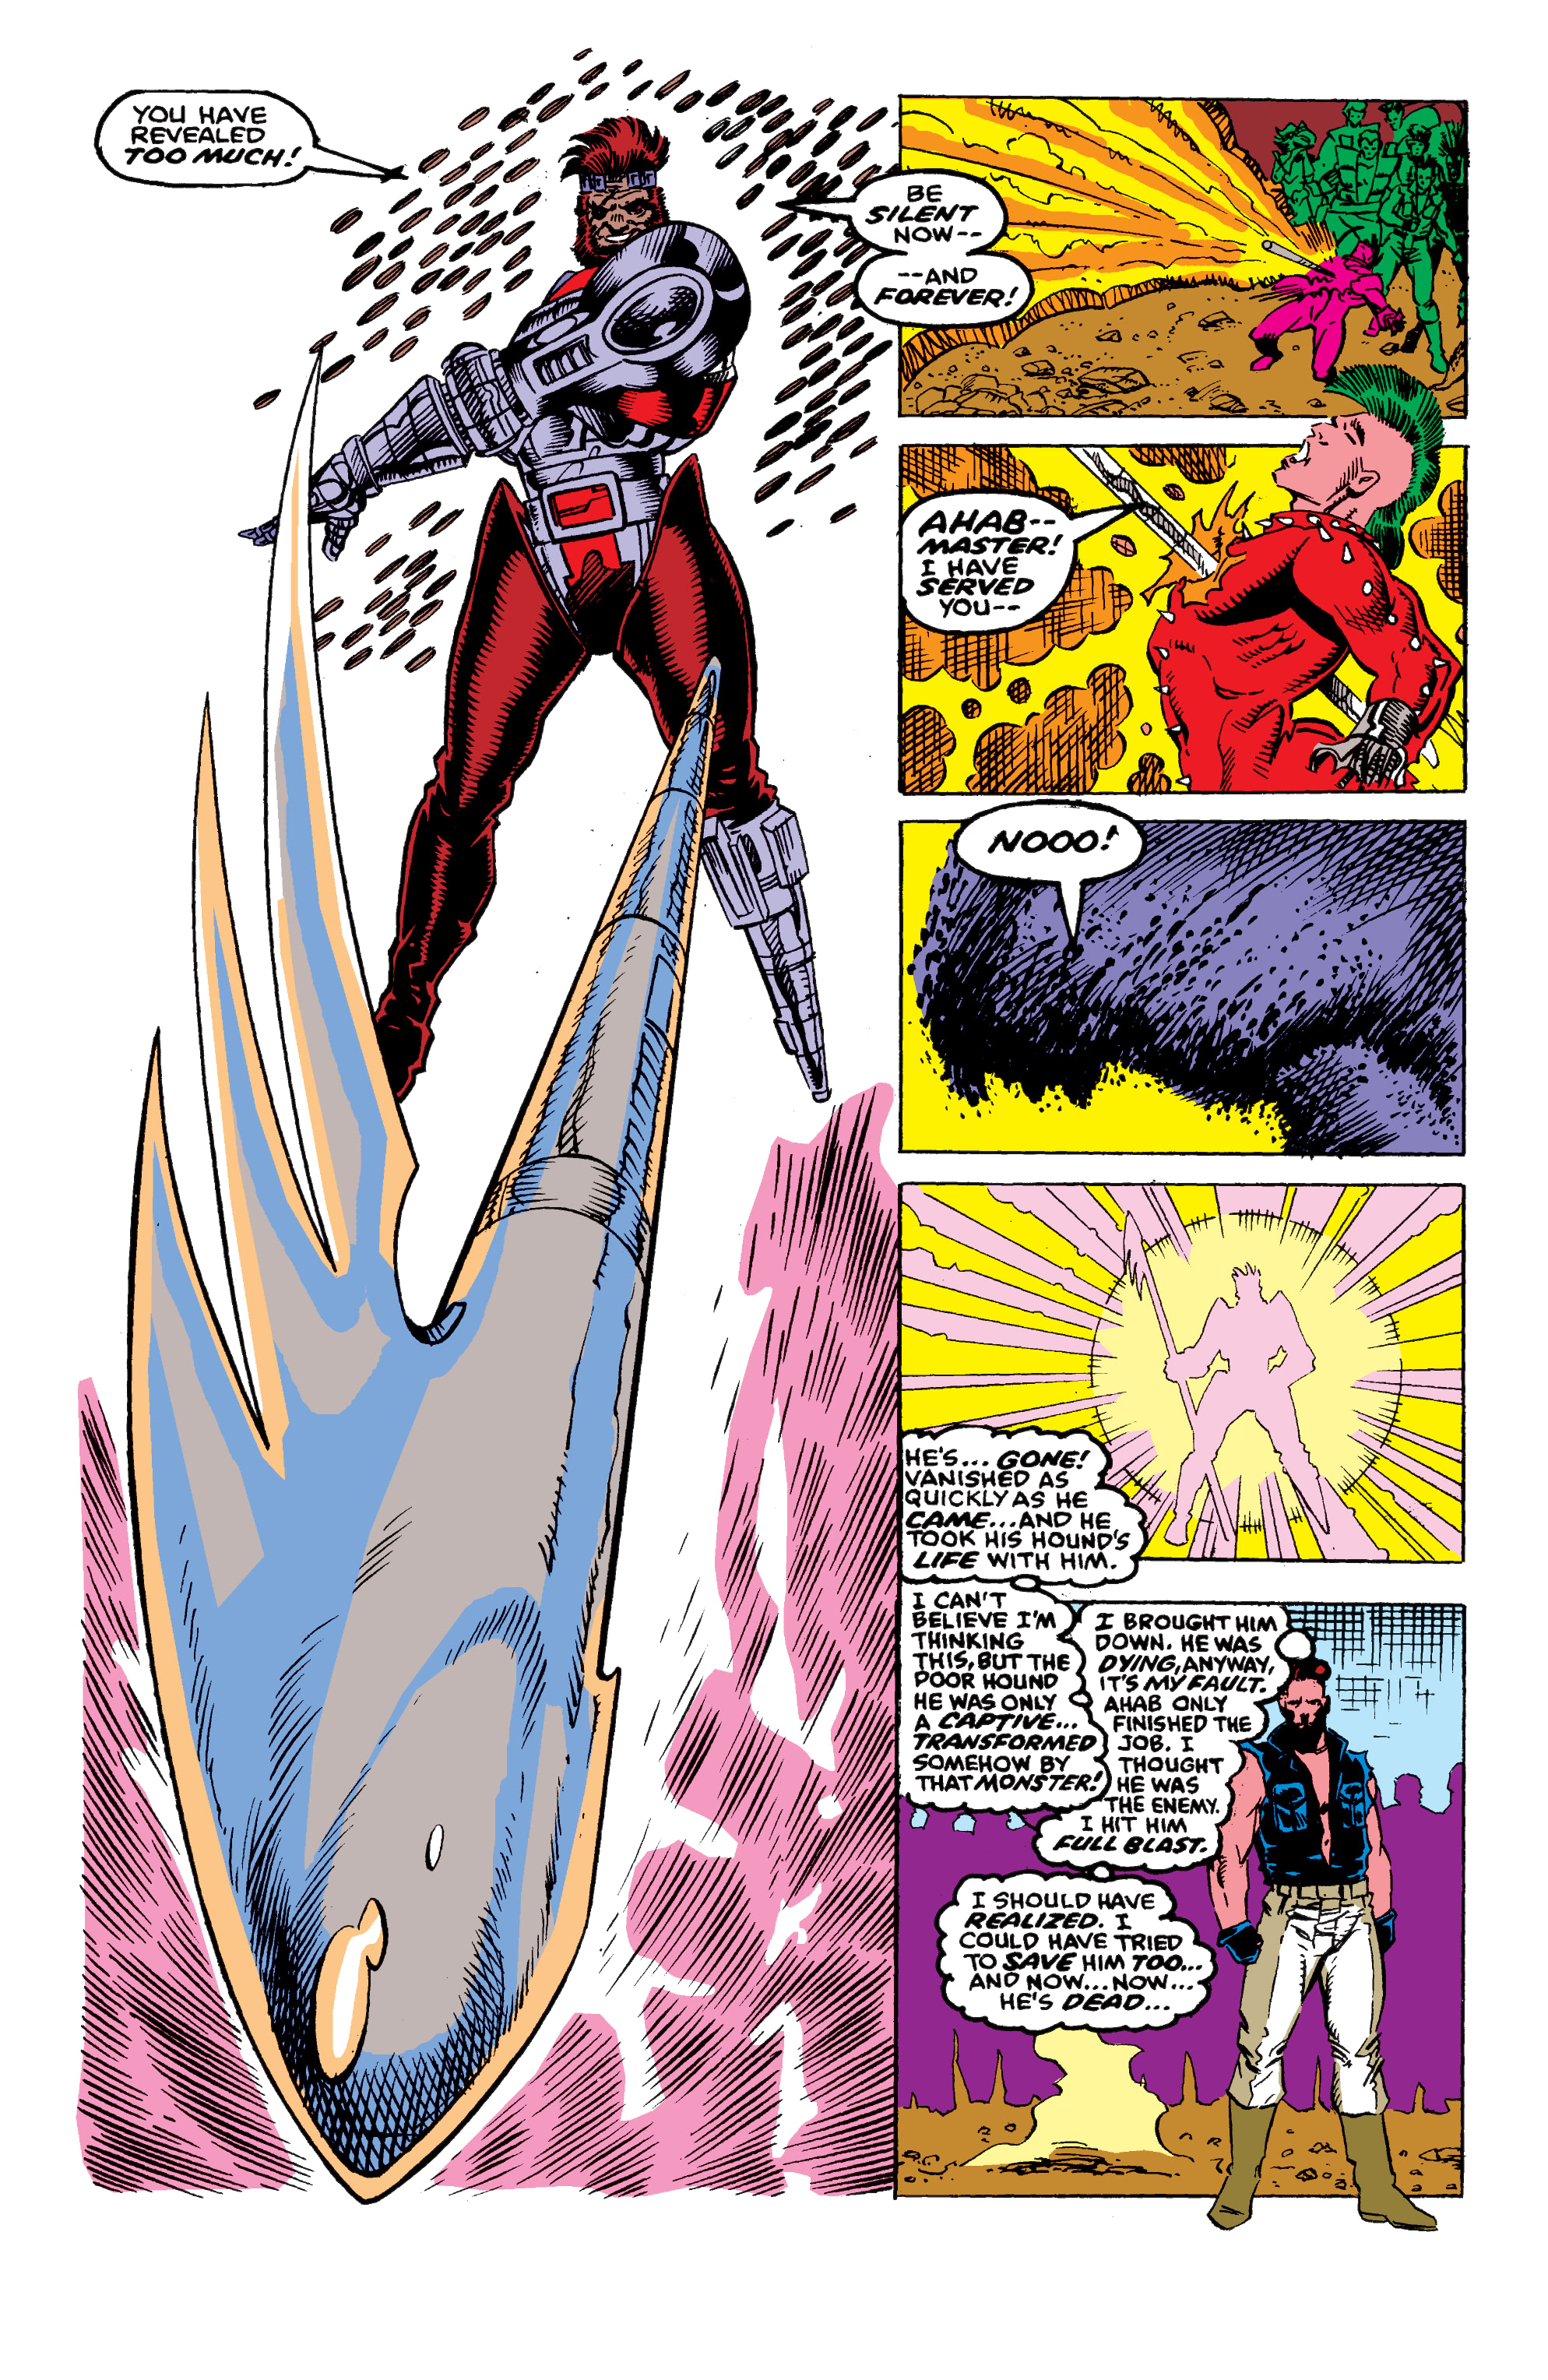 YOU HAVE
REVEALED
TOO MUCH!
BE
SILENT
NOW--
--AND
FOREVER!
AHAB--
MASTER!
I HAVE
SERVED
YOU--
NOOO!
HE'S... GONE!
VANISHED AS
QUICKLY AS HE
CAME...AND HE
TOOK HIS HOUND'S
LIFE WITH HIM.
I CAN'T
BELIEVE I'M
THINKING
THIS, BUT THE
POOR HOUND
HE WAS ONLY
A CAPTIVE...
TRANSFORMED
SOMEHOW BY
THAT MONSTER!
I BROUGHT HIM
DOWN. HE WAS
DYING, ANYWAY,
IT'S MY FAULT.
AHAB ONLY
FINISHED THE
JOB. I
THOUGHT
HE WAS
THE ENEMY.
I HIT HIM
FULL BLAST.
I SHOULD HAVE
REALIZED. I
COULD HAVE TRIED
TO SAVE HIM TOO...
AND NOW...NOW...
HE'S DEAD...